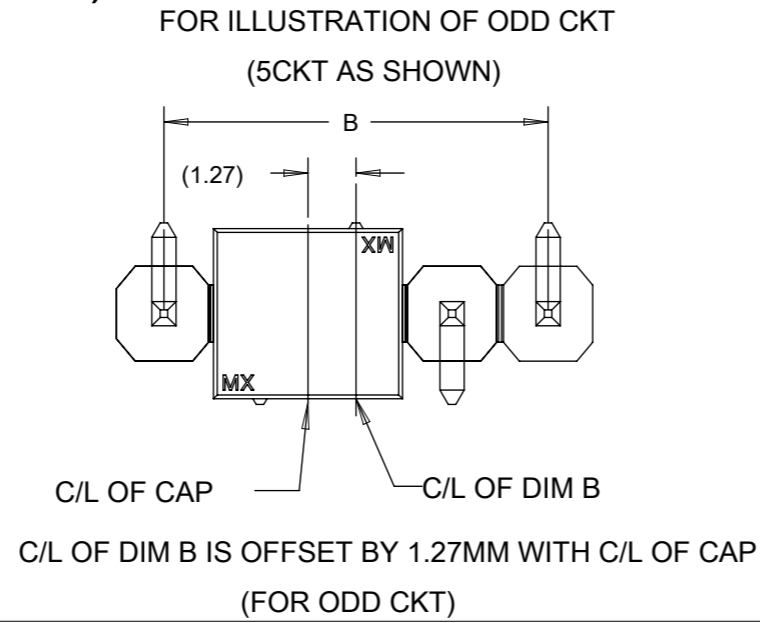 FOR ILLUSTRATION OF ODD CKT
(5CKT AS SHOWN)
B
(1.27)
MX
MX
C/L OF CAP
C/L OF DIM B
C/L OF DIM B IS OFFSET BY 1.27MM WITH C/L OF CAP
(FOR ODD CKT)